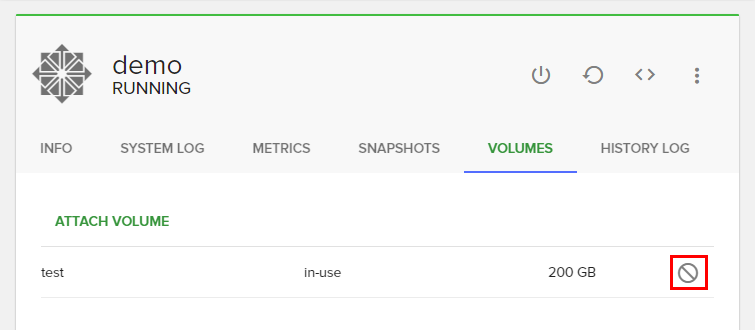 demo
RUNNING
INFO SYSTEM LOG METRICS SNAPSHOTS VOLUMES HISTORY LOG
ATTACH VOLUME
test in-use 200 GB